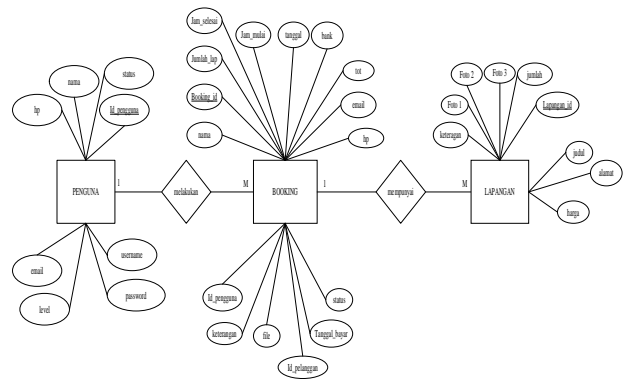 Jam_selesai
Jam_mulai
tanggal
bank
Jumlah_lap
tot
Booking_id
email
nama
hp
status
nama
hp
Id_pengguna
Foto 2
Foto 3
jumlah
Foto 1
Lapangan_id
keteragan
judul
alamat
harga
PENGUNA
1
melakukan
M
BOOKING
1
mempunyai
M
LAPANGAN
username
email
level
password
Id_pengguna
status
keterangan
file
Tanggal_bayar
Id_pelanggan